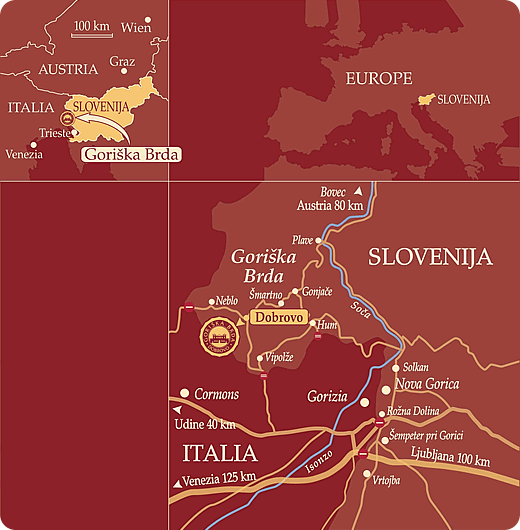 100 km
Wien
Graz
AUSTRIA
ITALIA
SLOVENIJA
Trieste
Venezia
Goriška Brda
EUROPE
SLOVENIJA
Bovec
Austria 80 km
Plave
SLOVENIJA
Goriška
Brda
Šmartno
Gonjače
Neblo
Soča
Dobrovo
Hum
GORIŠKA BRDA
Vipolže
Solkan
Nova Gorica
Cormons
Gorizia
Rožna Dolina
Udine 40 km
Šempeter pri Gorici
ITALIA
Isonzo
Ljubljana 100 km
Venezia 125 km
Vrtojba